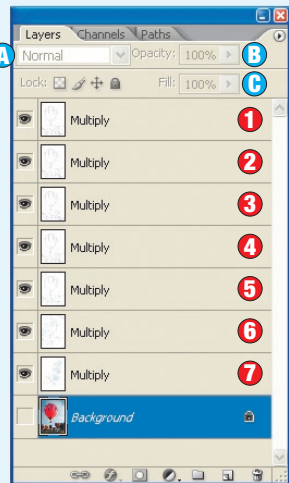 Layers Channels Paths
A Normal Opacity: 100% B
Lock: Fill: 100% C
Multiply 1
Multiply 2
Multiply 3
Multiply 4
Multiply 5
Multiply 6
Multiply 7
Background